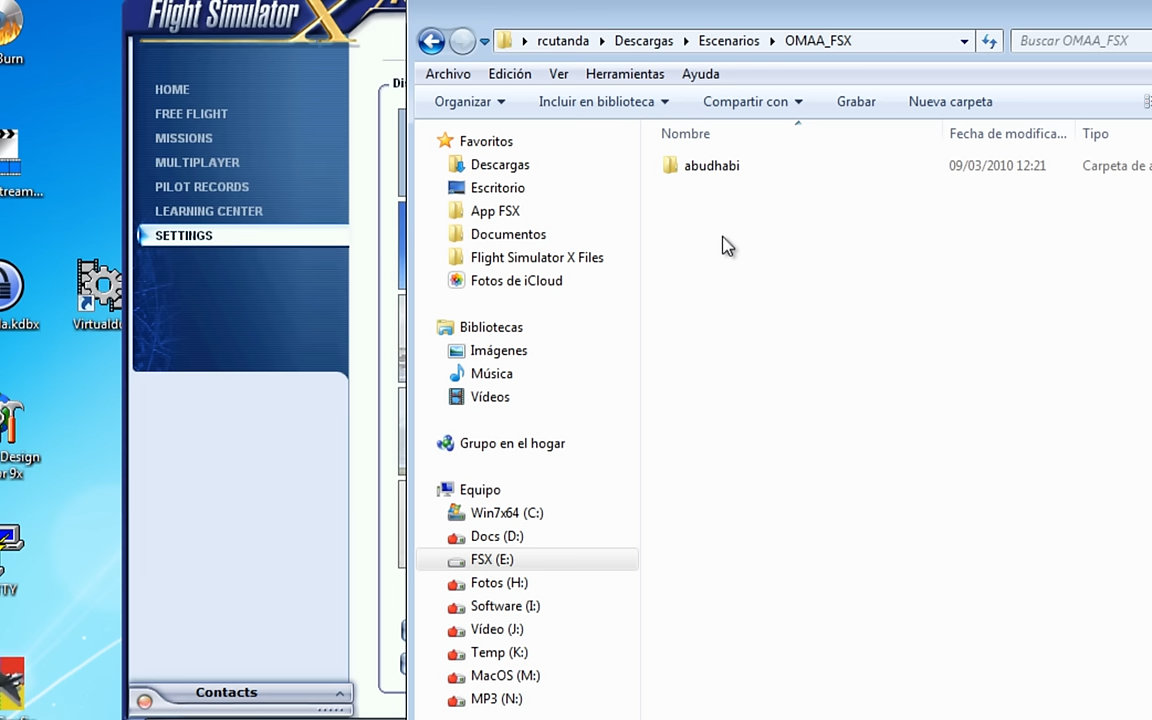 Burn
tream...
la.kdbx
Virtuald
Design
or 9x
TTY
Flight Simulator X
HOME
FREE FLIGHT
MISSIONS
MULTIPLAYER
PILOT RECORDS
LEARNING CENTER
SETTINGS
Contacts
Di
rcutanda Descargas Escenarios OMAA_FSX
Buscar OMAA_FSX
Archivo Edición Ver Herramientas Ayuda
Organizar Incluir en biblioteca Compartir con Grabar Nueva carpeta
Favoritos
Descargas
Escritorio
App FSX
Documentos
Flight Simulator X Files
Fotos de iCloud
Bibliotecas
Imágenes
Música
Vídeos
Grupo en el hogar
Equipo
Win7x64 (C:)
Docs (D:)
FSX (E:)
Fotos (H:)
Software (I:)
Vídeo (J:)
Temp (K:)
MacOS (M:)
MP3 (N:)
Nombre Fecha de modifica... Tipo
abudhabi 09/03/2010 12:21 Carpeta de a